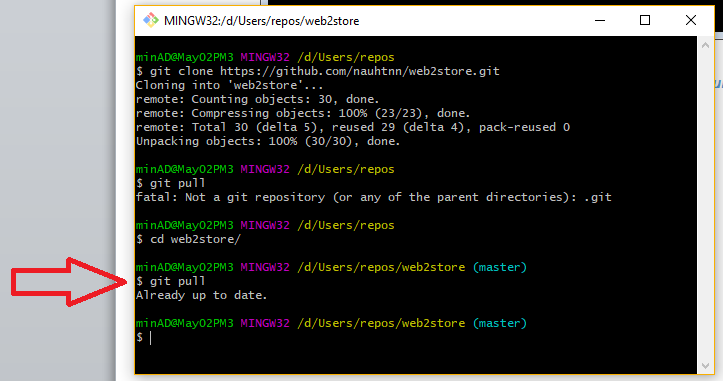 MINGW32:/d/Users/repos/web2store
minAD@May02PM3 MINGW32 /d/Users/repos
$ git clone https://github.com/nauhtnn/web2store.git
Cloning into 'web2store'...
remote: Counting objects: 30, done.
remote: Compressing objects: 100% (23/23), done.
remote: Total 30 (delta 5), reused 29 (delta 4), pack-reused 0
Unpacking objects: 100% (30/30), done.
minAD@May02PM3 MINGW32 /d/Users/repos
$ git pull
fatal: Not a git repository (or any of the parent directories): .git
minAD@May02PM3 MINGW32 /d/Users/repos
$ cd web2store/
minAD@May02PM3 MINGW32 /d/Users/repos/web2store (master)
$ git pull
Already up to date.
minAD@May02PM3 MINGW32 /d/Users/repos/web2store (master)
$